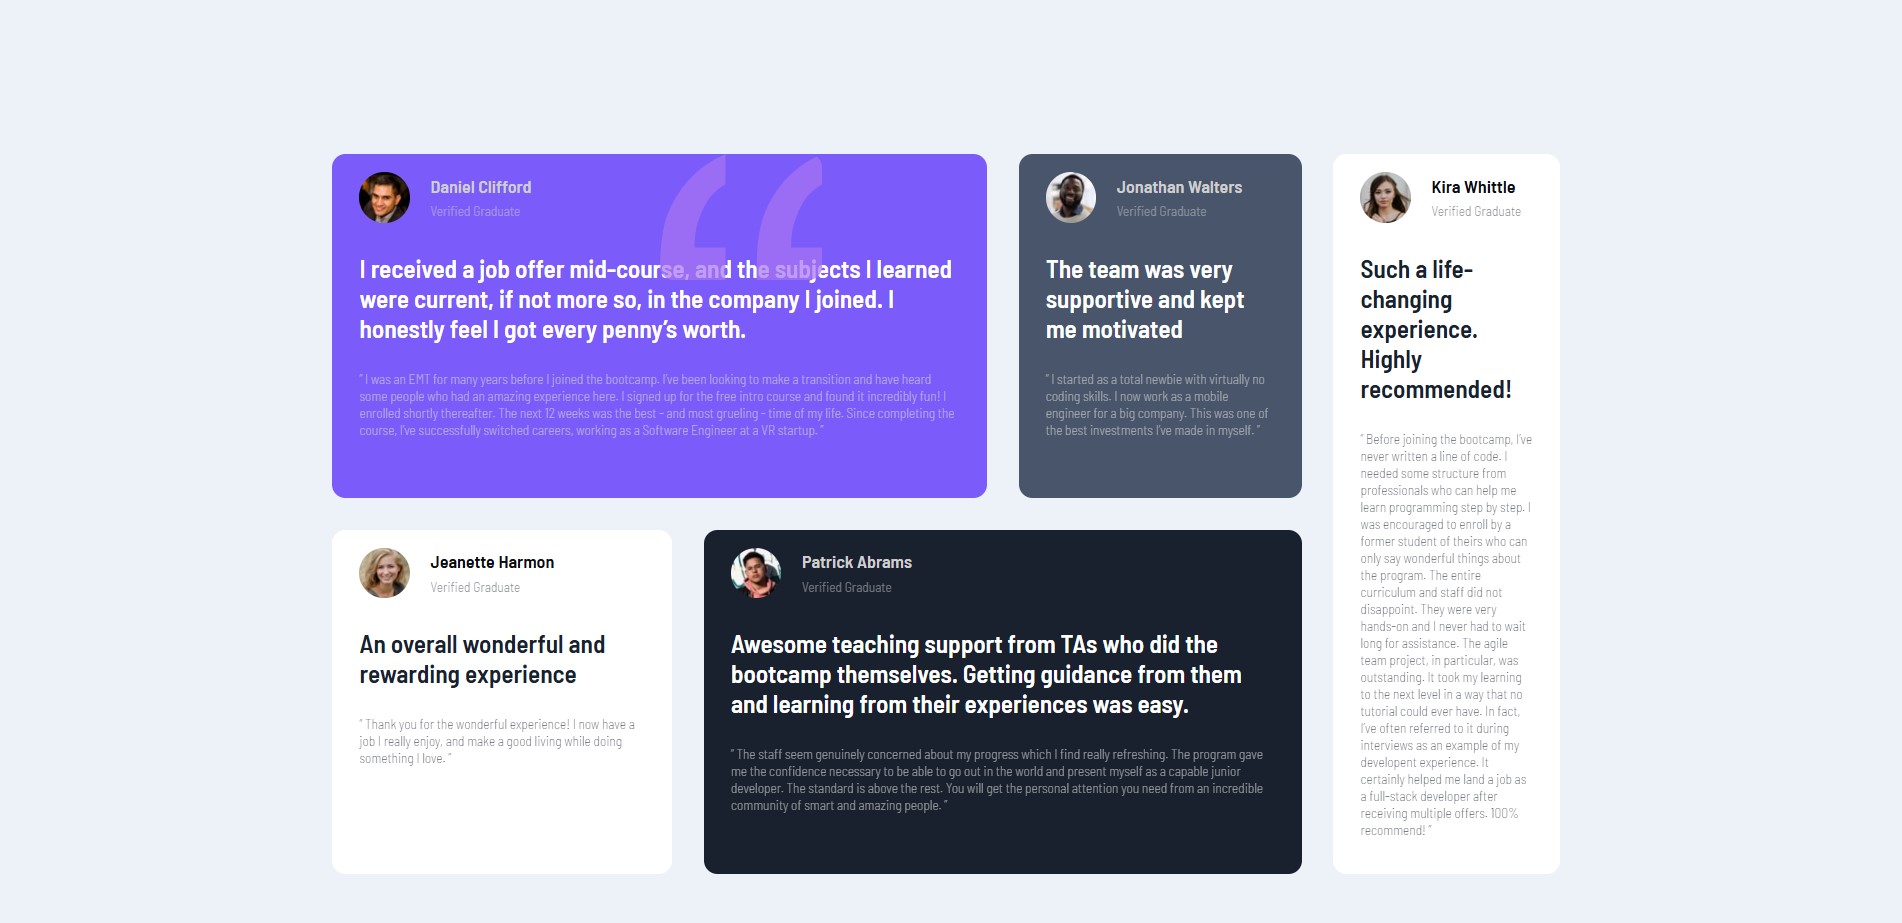 Daniel Clifford
Verified Graduate
I received a job offer mid-course, and the subjects I learned
were current, if not more so, in the company I joined. I
honestly feel I got every penny’s worth.
“ I was an EMT for many years before I joined the bootcamp. I’ve been looking to make a transition and have heard
some people who had an amazing experience here. I signed up for the free intro course and found it incredibly fun! I
enrolled shortly thereafter. The next 12 weeks was the best - and most grueling - time of my life. Since completing the
course, I’ve successfully switched careers, working as a Software Engineer at a VR startup. ”
Jonathan Walters
Verified Graduate
The team was very
supportive and kept
me motivated
“ I started as a total newbie with virtually no
coding skills. I now work as a mobile
engineer for a big company. This was one of
the best investments I’ve made in myself. ”
Kira Whittle
Verified Graduate
Such a life-
changing
experience.
Highly
recommended!
“ Before joining the bootcamp, I’ve
never written a line of code. I
needed some structure from
professionals who can help me
learn programming step by step. I
was encouraged to enroll by a
former student of theirs who can
only say wonderful things about
the program. The entire
curriculum and staff did not
disappoint. They were very
hands-on and I never had to wait
long for assistance. The agile
team project, in particular, was
outstanding. It took my learning
to the next level in a way that no
tutorial could ever have. In fact,
I’ve often referred to it during
interviews as an example of my
developent experience. It
certainly helped me land a job as
a full-stack developer after
receiving multiple offers. 100%
recommend! ”
Jeanette Harmon
Verified Graduate
An overall wonderful and
rewarding experience
“ Thank you for the wonderful experience! I now have a
job I really enjoy, and make a good living while doing
something I love. ”
Patrick Abrams
Verified Graduate
Awesome teaching support from TAs who did the
bootcamp themselves. Getting guidance from them
and learning from their experiences was easy.
“ The staff seem genuinely concerned about my progress which I find really refreshing. The program gave
me the confidence necessary to be able to go out in the world and present myself as a capable junior
developer. The standard is above the rest. You will get the personal attention you need from an incredible
community of smart and amazing people. ”